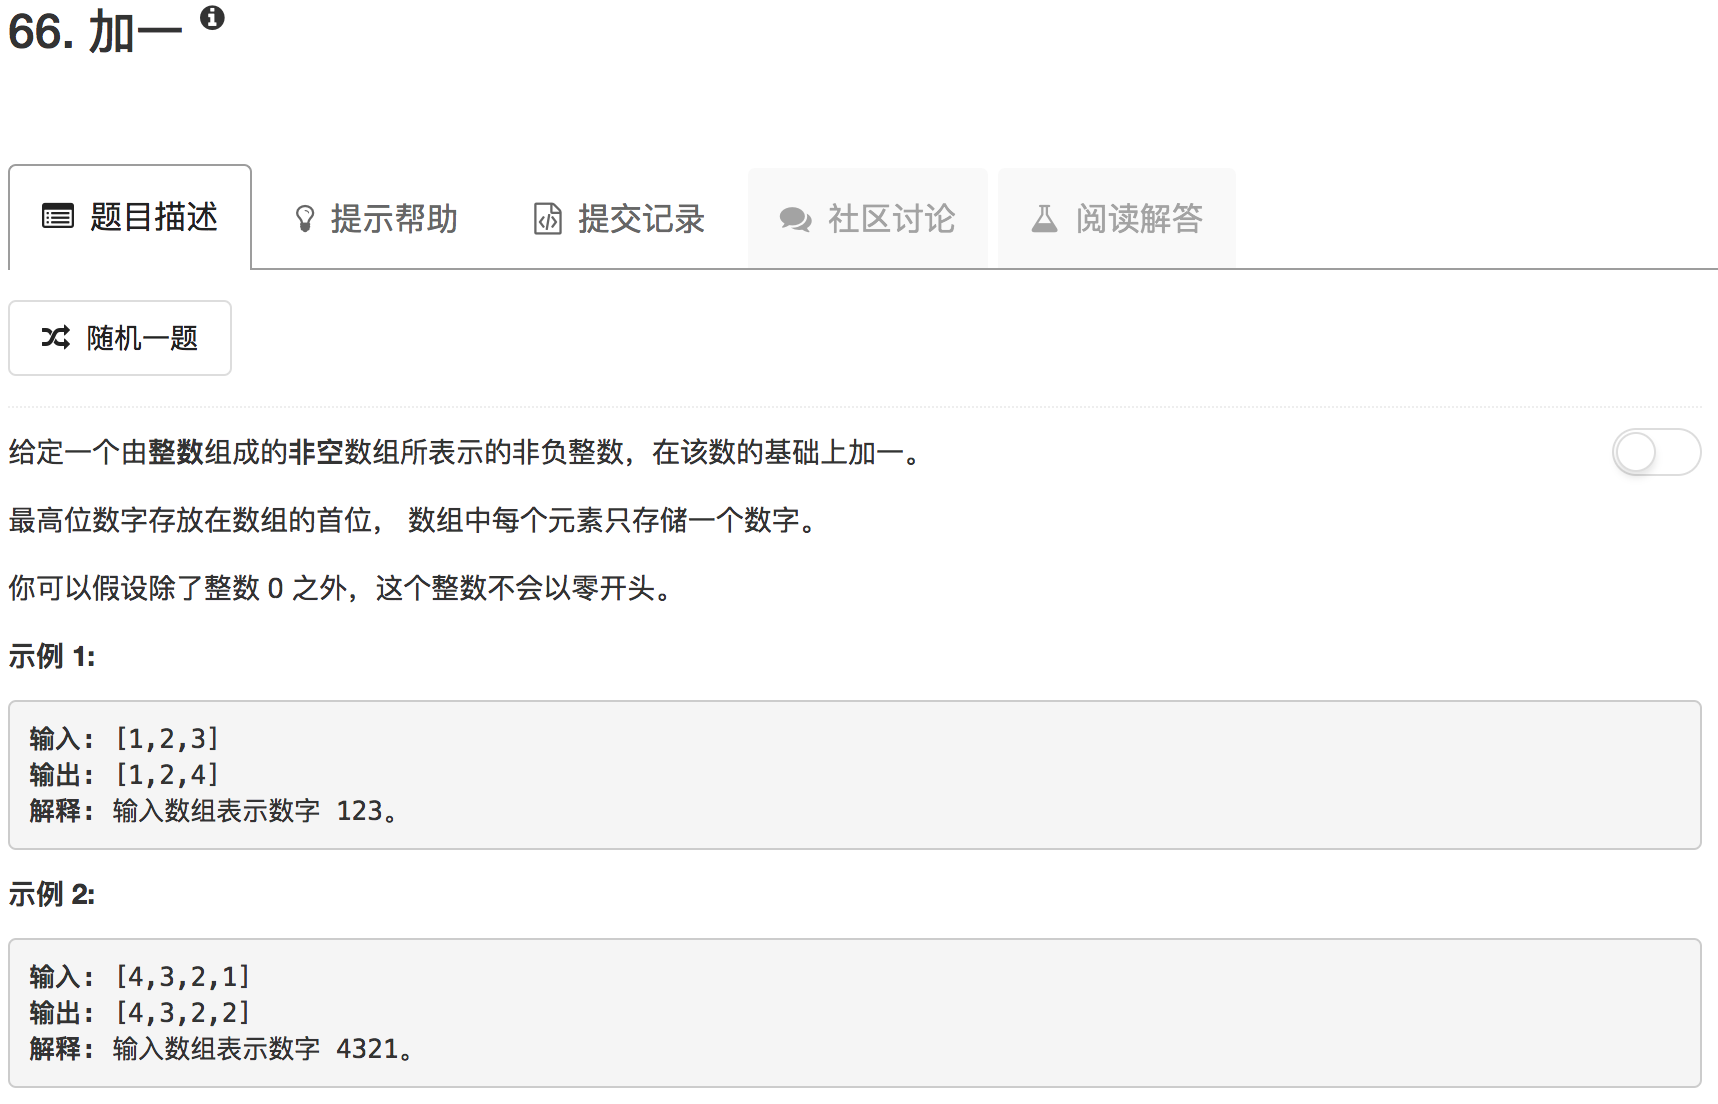 66. 加一
题目描述 提示帮助 提交记录 社区讨论 阅读解答
随机一题
给定一个由整数组成的非空数组所表示的非负整数，在该数的基础上加一。
最高位数字存放在数组的首位， 数组中每个元素只存储一个数字。
你可以假设除了整数 0 之外，这个整数不会以零开头。
示例 1:
输入: [1,2,3]
输出: [1,2,4]
解释: 输入数组表示数字 123。
示例 2:
输入: [4,3,2,1]
输出: [4,3,2,2]
解释: 输入数组表示数字 4321。